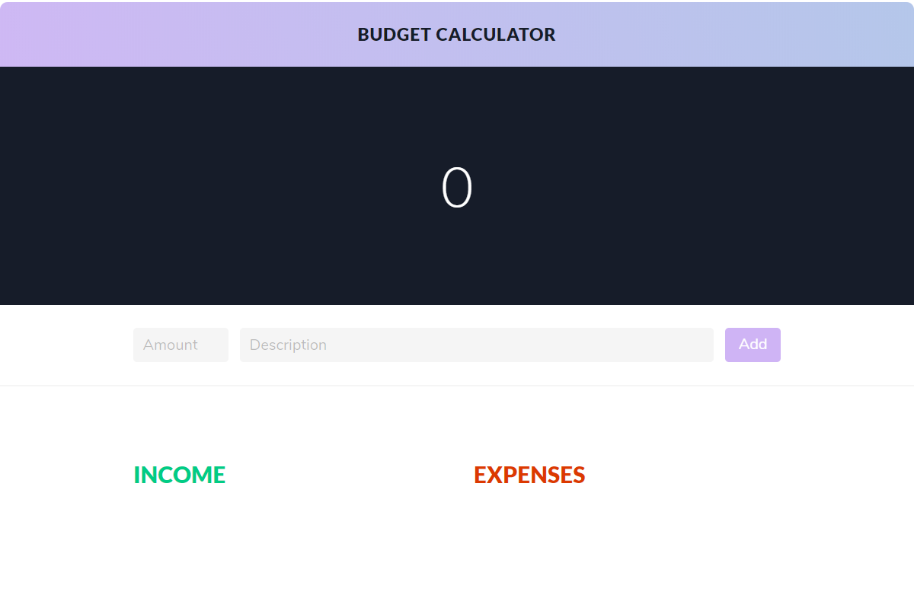 BUDGET CALCULATOR
0
Amount Description Add
INCOME EXPENSES